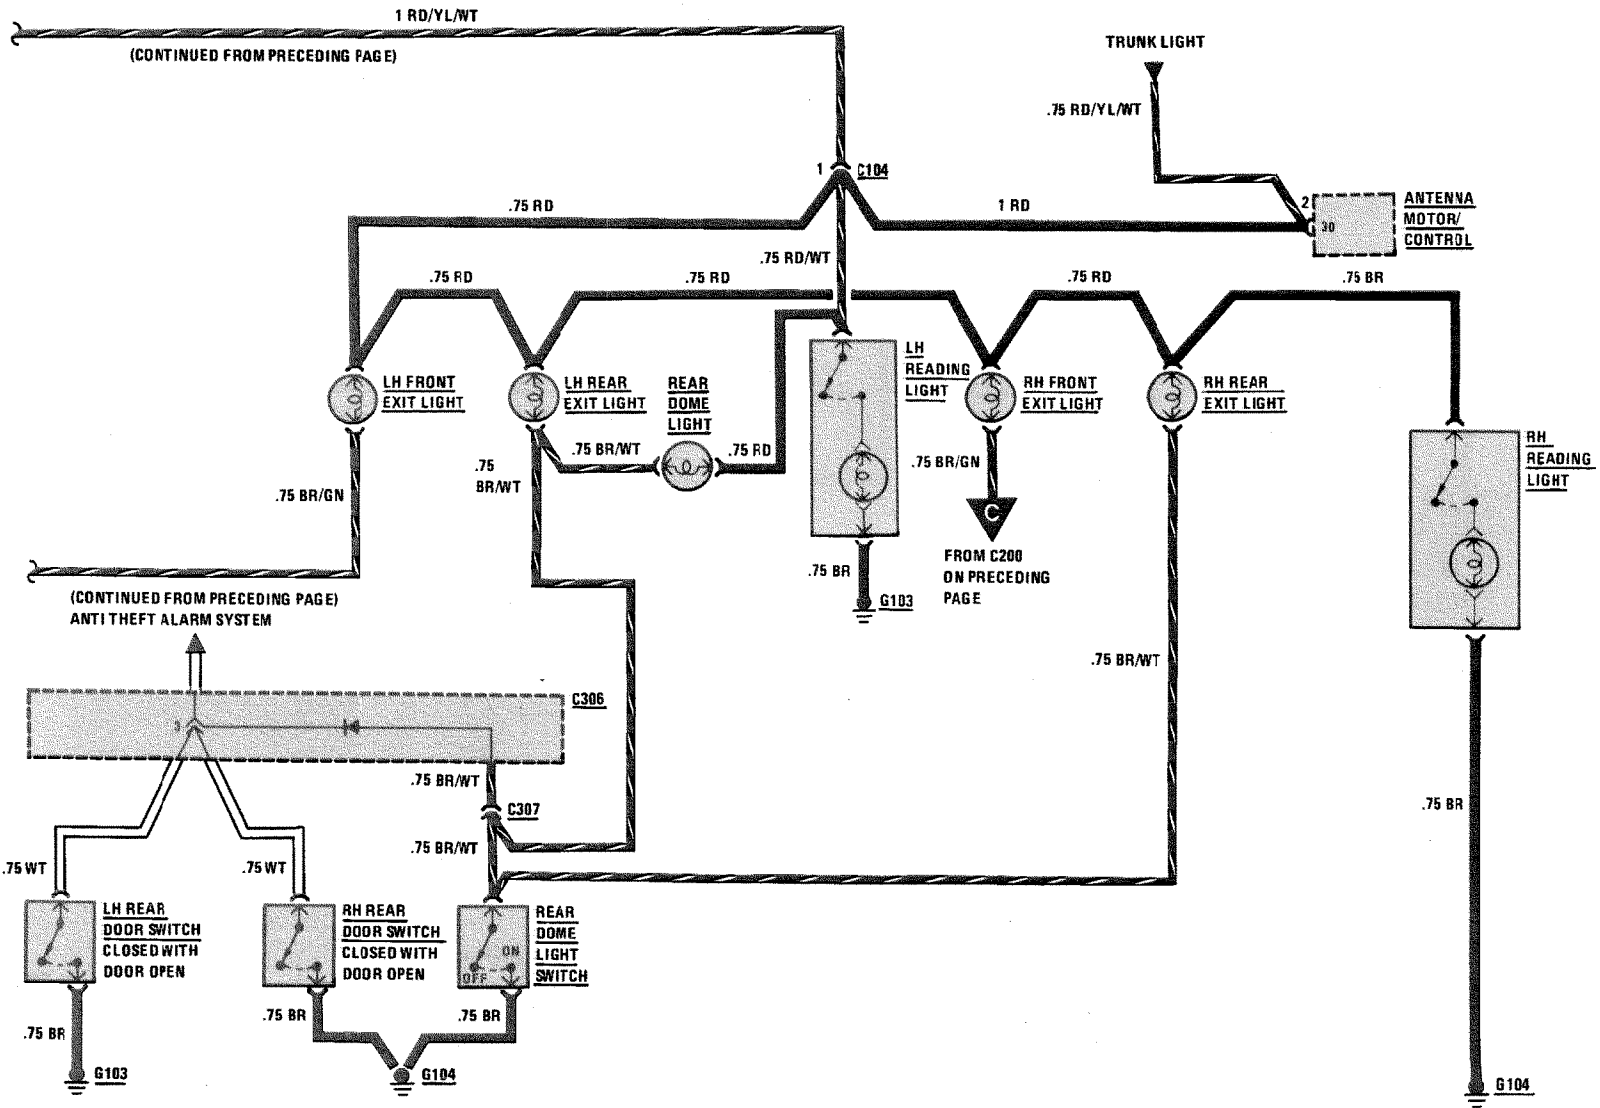 1 RD/YL/WT
(CONTINUED FROM PRECEDING PAGE)
TRUNK LIGHT
.75 RD/YL/WT
1 C104
.75 RD
1 RD
2
30
ANTENNA
MOTOR/
CONTROL
.75 RD/WT
.75 RD
.75 RD
.75 RD
.75 BR
LH FRONT
EXIT LIGHT
LH REAR
EXIT LIGHT
REAR
DOME
LIGHT
LH
READING
LIGHT
RH FRONT
EXIT LIGHT
RH REAR
EXIT LIGHT
RH
READING
LIGHT
.75 BR/WT
.75 RD
.75
BR/WT
.75 BR/GN
.75 BR/GN
C
FROM C200
ON PRECEDING
PAGE
.75 BR
G103
(CONTINUED FROM PRECEDING PAGE)
ANTI THEFT ALARM SYSTEM
.75 BR/WT
C306
3
.75 BR/WT
C307
.75 BR/WT
.75 BR
.75 WT
.75 WT
LH REAR
DOOR SWITCH
CLOSED WITH
DOOR OPEN
RH REAR
DOOR SWITCH
CLOSED WITH
DOOR OPEN
ON
OFF
REAR
DOME
LIGHT
SWITCH
.75 BR
.75 BR
.75 BR
G103
G104
G104